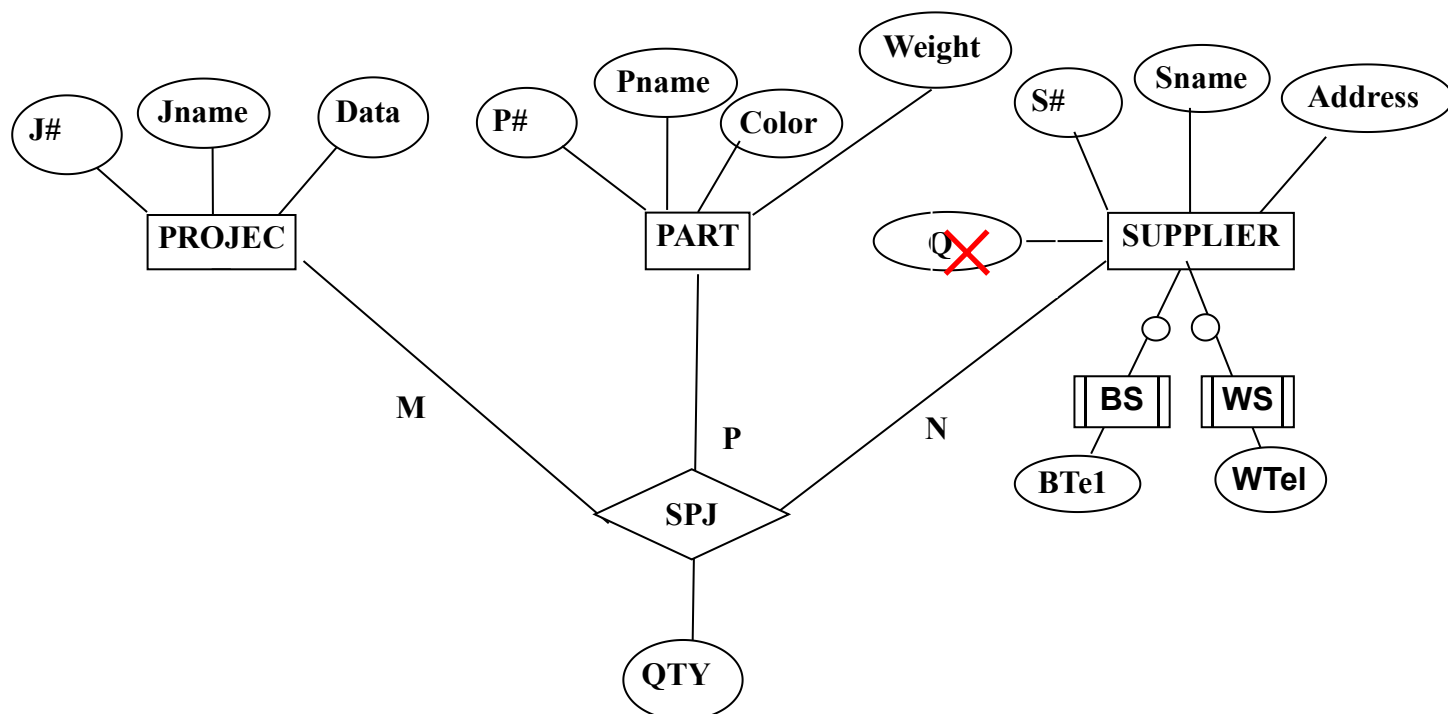 Weight
Pname
Sname
S#
Address
Jname
Data
J#
P#
Color
PROJEC
PART
Q
SUPPLIER
BS
WS
M
P
N
BTe1
WTel
SPJ
QTY